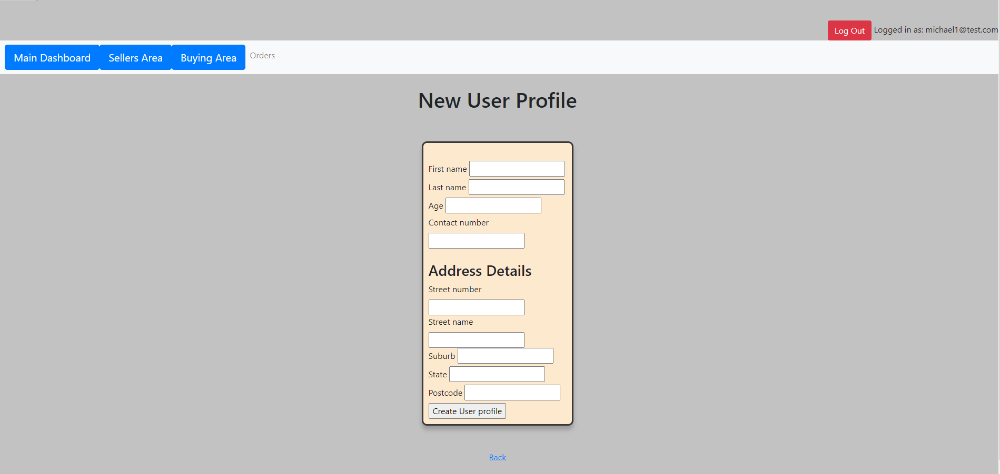 Log Out Logged in as: michael1@test.com
Main Dashboard Sellers Area Buying Area Orders
New User Profile
First name
Last name
Age
Contact number
Address Details
Street number
Street name
Suburb
State
Postcode
Create User profile
Back